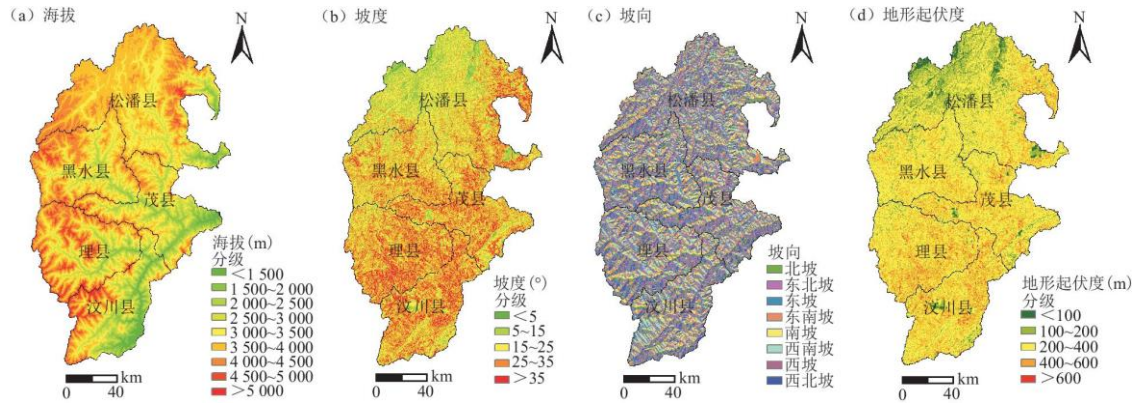 （a）海拔
N
松潘县
黑水县
茂县
理县
汶川县
海拔(m)
分级
＜1 500
1 500~2 000
2 000~2 500
2 500~3 000
3 000~3 500
3 500~4 000
4 000~4 500
4 500~5 000
＞5 000
km
0 40
（b）坡度
N
松潘县
黑水县
茂县
理县
汶川县
坡度(°)
分级
＜5
5~15
15~25
25~35
＞35
km
0 40
（c）坡向
N
松潘县
黑水县
茂县
理县
汶川县
坡向
北坡
东北坡
东坡
东南坡
南坡
西南坡
西坡
西北坡
km
0 40
（d）地形起伏度
N
松潘县
黑水县
茂县
理县
汶川县
地形起伏度(m)
分级
＜100
100~200
200~400
400~600
＞600
km
0 40